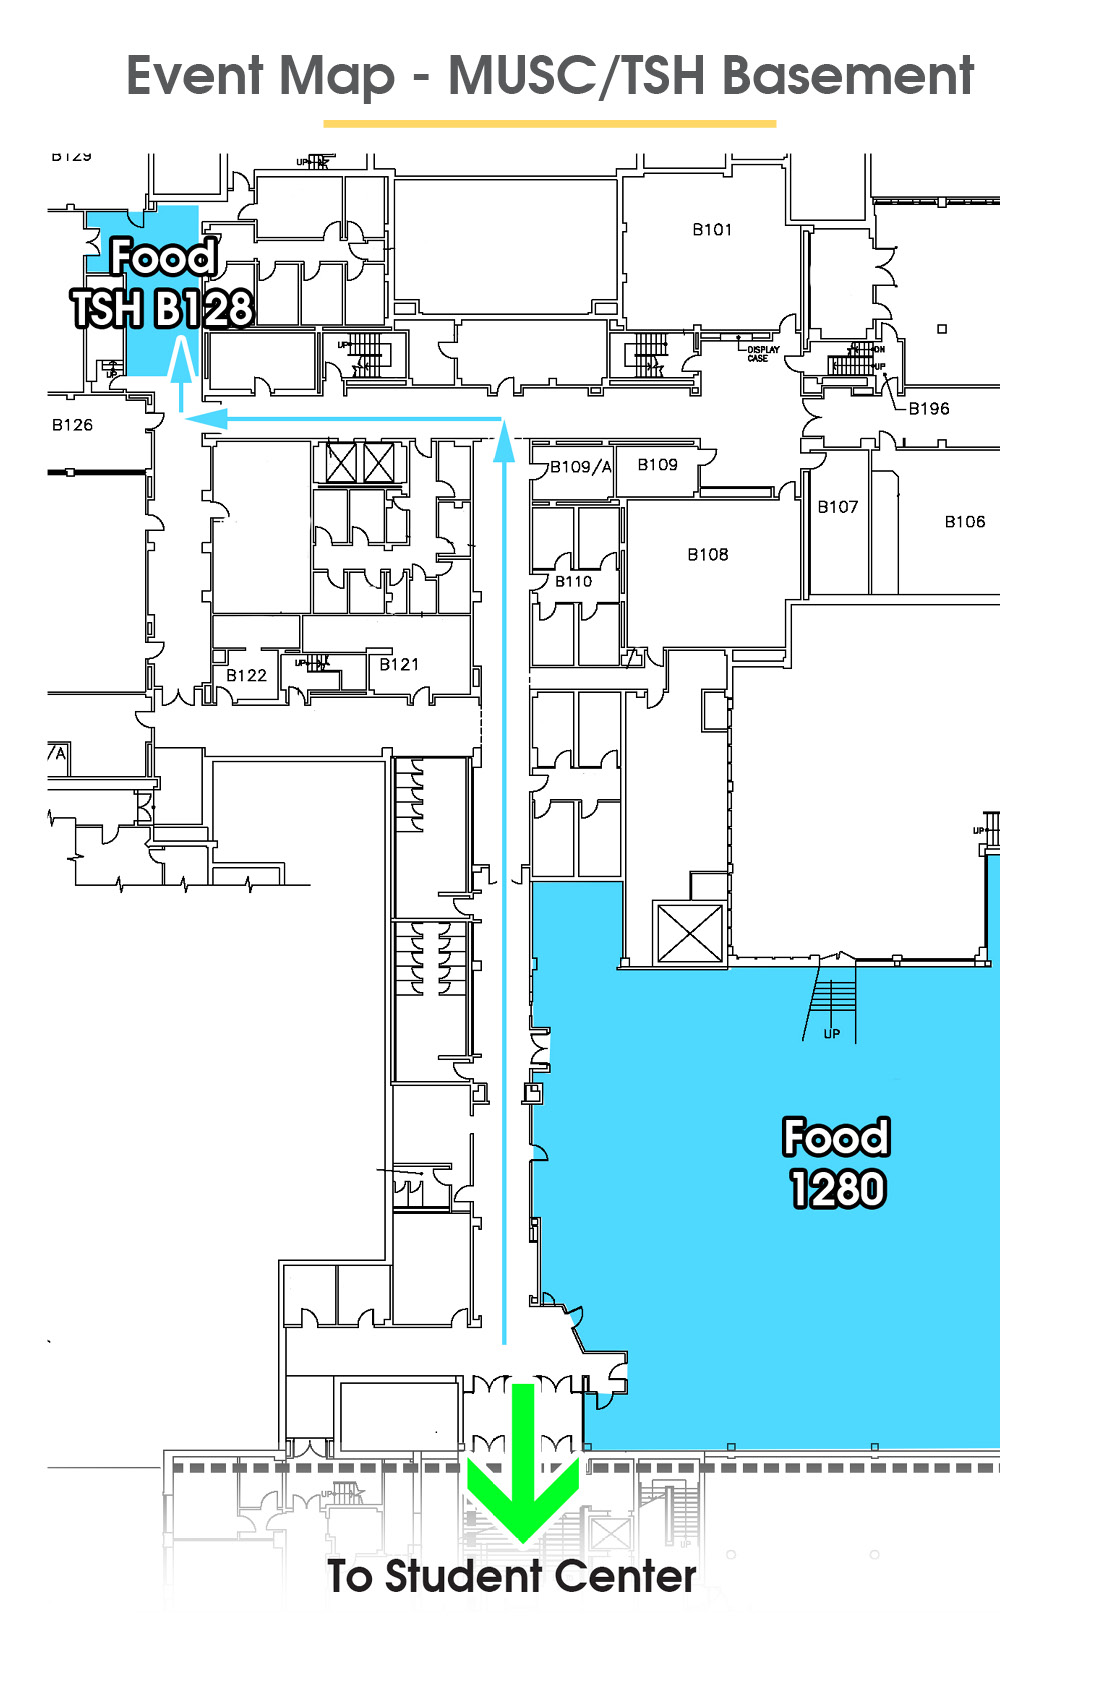 Event Map - MUSC/TSH Basement
B129
UP
B101
Food
TSH B128
UP
DISPLAY
CASE
DN
UP
UP
B196
B126
B109/A
B109
B107
B106
B108
B110
UP
B121
B122
/A
UP
UP
Food
1280
UP
UP
To Student Center